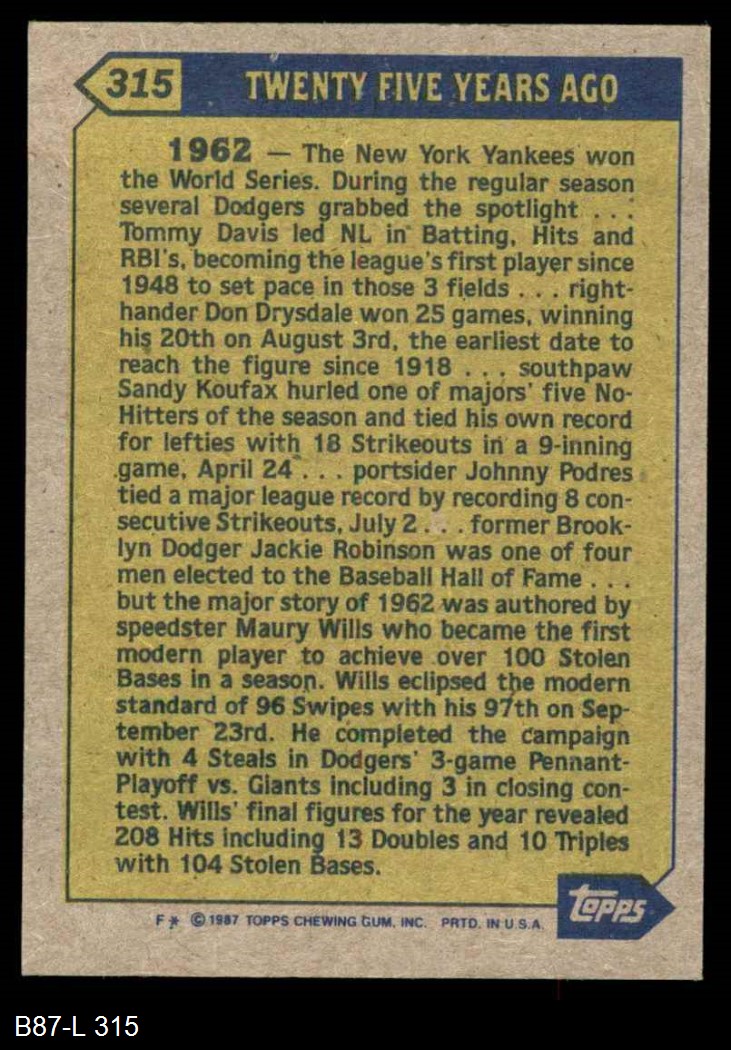 315 TWENTY FIVE YEARS AGO
1962 — The New York Yankees won
the World Series. During the regular season
several Dodgers grabbed the spotlight . . .
Tommy Davis led NL in Batting, Hits and
RBI's, becoming the league's first player since
1948 to set pace in those 3 fields . . . right-
hander Don Drysdale won 25 games, winning
his 20th on August 3rd, the earliest date to
reach the figure since 1918 . . . southpaw
Sandy Koufax hurled one of majors' five No-
Hitters of the season and tied his own record
for lefties with 18 Strikeouts in a 9-inning
game, April 24 . . . portsider Johnny Podres
tied a major league record by recording 8 con-
secutive Strikeouts, July 2 . . . former Brook-
lyn Dodger Jackie Robinson was one of four
men elected to the Baseball Hall of Fame . . .
but the major story of 1962 was authored by
speedster Maury Wills who became the first
modern player to achieve over 100 Stolen
Bases in a season. Wills eclipsed the modern
standard of 96 Swipes with his 97th on Sep-
tember 23rd. He completed the campaign
with 4 Steals in Dodgers' 3-game Pennant-
Playoff vs. Giants including 3 in closing con-
test. Wills' final figures for the year revealed
208 Hits including 13 Doubles and 10 Triples
with 104 Stolen Bases.
topps
F* © 1987 TOPPS CHEWING GUM, INC. PRTD. IN U.S.A.
B87-L 315